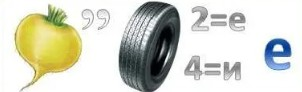 ,, 2=е
4=и е